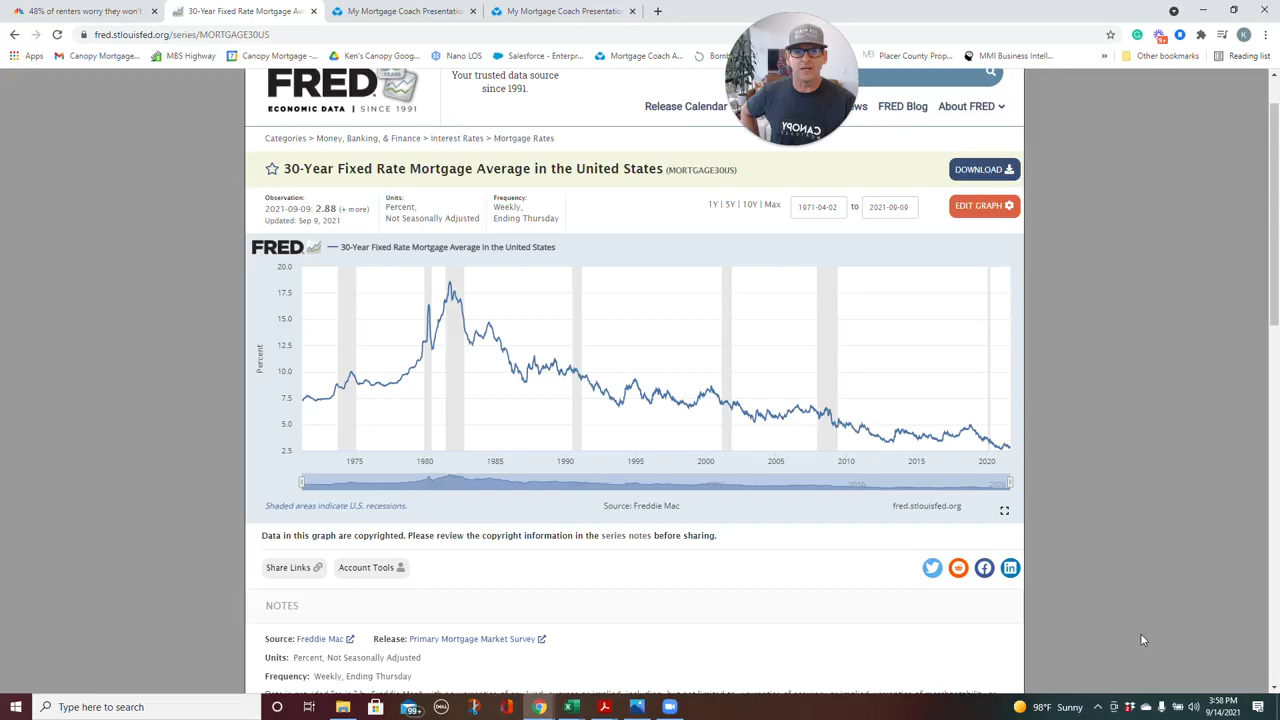 48% of renters worry they won't
30-Year Fixed Rate Mortgage Av
My Mortgage Coach Presentation
My Mortgage Coach Presentation
fred.stlouisfed.org/series/MORTGAGE30US
9+
K
Apps
Canopy Mortgage -...
MBS Highway
Canopy Mortgage -...
Ken's Canopy Goog...
Nano LOS
Salesforce - Enterpr...
Mortgage Coach A...
Placer County Prop...
MMI Business Intell...
»
Other bookmarks
Reading list
FRED
YEARS
ECONOMIC DATA | SINCE 1991
Your trusted data source
since 1991.
Release Calendar
FRED Blog
About FRED
CANOPY
Categories > Money, Banking, & Finance > Interest Rates > Mortgage Rates
30-Year Fixed Rate Mortgage Average in the United States (MORTGAGE30US)
DOWNLOAD
Observation:
2021-09-09: 2.88 (+ more)
Updated: Sep 9, 2021
Units:
Percent,
Not Seasonally Adjusted
Frequency:
Weekly,
Ending Thursday
1Y | 5Y | 10Y | Max
1971-04-02 to 2021-09-09
EDIT GRAPH
FRED
30-Year Fixed Rate Mortgage Average in the United States
20.0
17.5
15.0
12.5
10.0
7.5
5.0
2.5
Percent
1975 1980 1985 1990 1995 2000 2005 2010 2015 2020
Shaded areas indicate U.S. recessions.
Source: Freddie Mac
fred.stlouisfed.org
Data in this graph are copyrighted. Please review the copyright information in the series notes before sharing.
Share Links
Account Tools
NOTES
Source: Freddie Mac
Release: Primary Mortgage Market Survey
Units: Percent, Not Seasonally Adjusted
Frequency: Weekly, Ending Thursday
Type here to search
99+
DELL
98°F Sunny
3:58 PM
9/14/2021